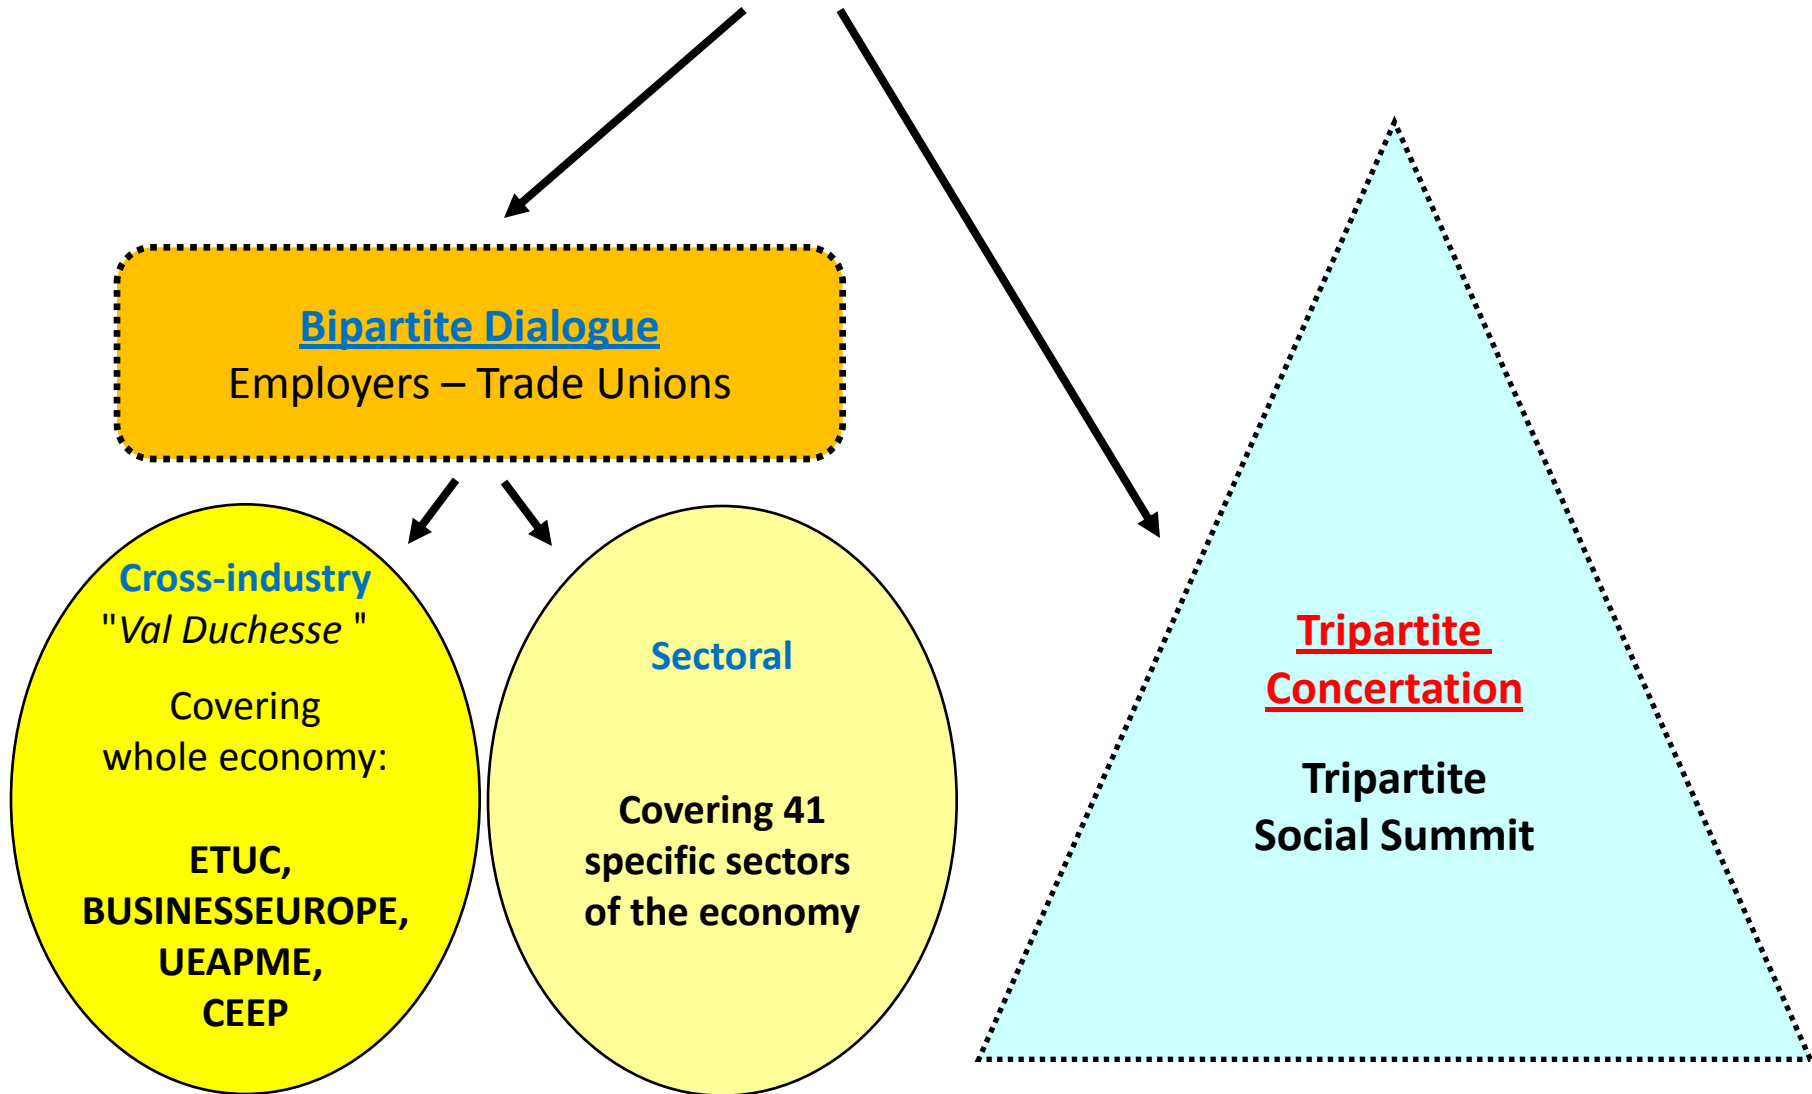 Bipartite Dialogue
Employers – Trade Unions
Cross-industry
"Val Duchesse "
Covering
whole economy:
ETUC,
BUSINESSEUROPE,
UEAPME,
CEEP
Sectoral
Covering 41
specific sectors
of the economy
Tripartite
Concertation
Tripartite
Social Summit